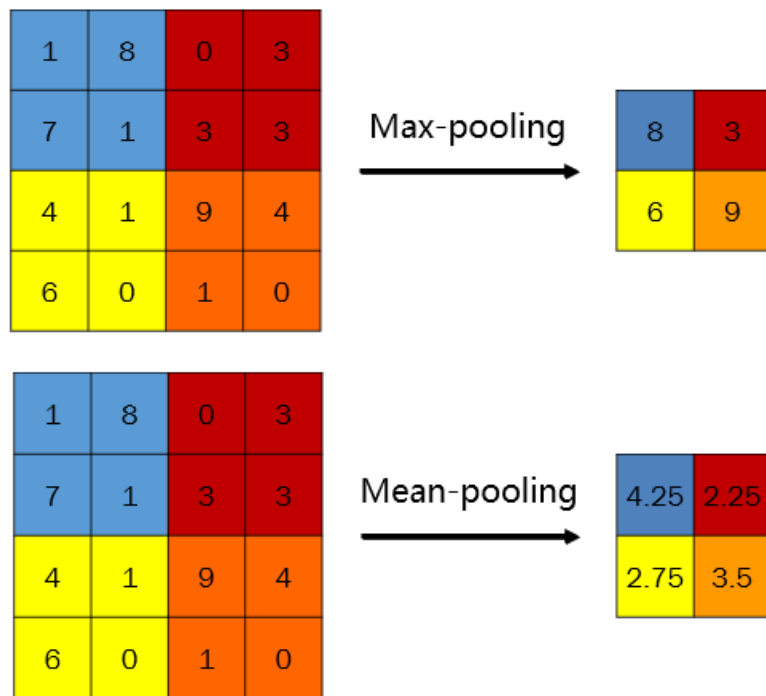 1 8 0 3
7 1 3 3
4 1 9 4
6 0 1 0
Max-pooling
8 3
6 9
1 8 0 3
7 1 3 3
4 1 9 4
6 0 1 0
Mean-pooling
4.25 2.25
2.75 3.5